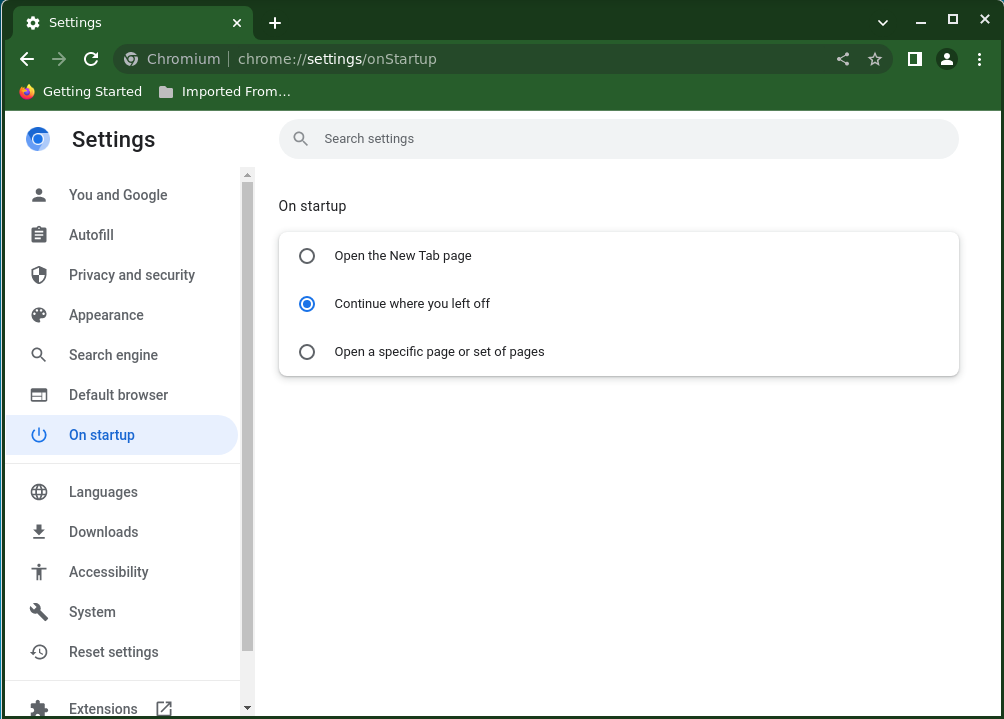 Settings
Chromium chrome://settings/onStartup
Getting Started Imported From...
Settings
Search settings
You and Google
Autofill
Privacy and security
Appearance
Search engine
Default browser
On startup
Languages
Downloads
Accessibility
System
Reset settings
Extensions
On startup
Open the New Tab page
Continue where you left off
Open a specific page or set of pages